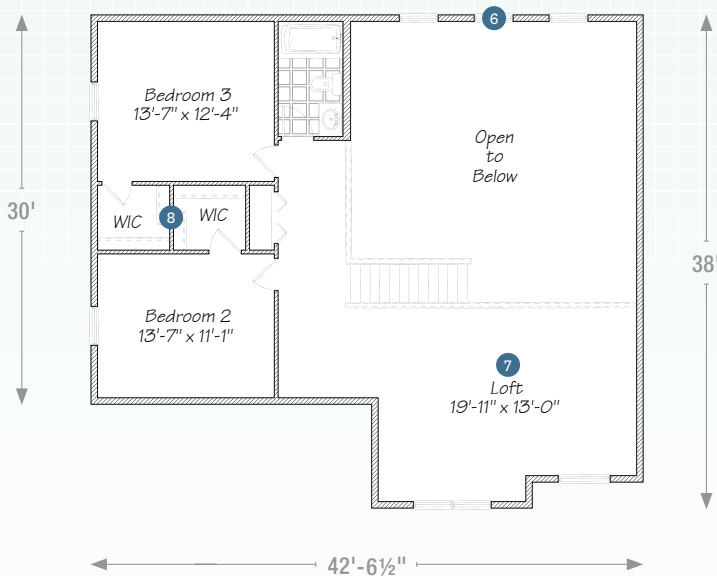 6
Bedroom 3
13'-7" x 12'-4"
Open
to
Below
30'
WIC
8
WIC
38'
Bedroom 2
13'-7" x 11'-1"
7
Loft
19'-11" x 13'-0"
42'-6½"